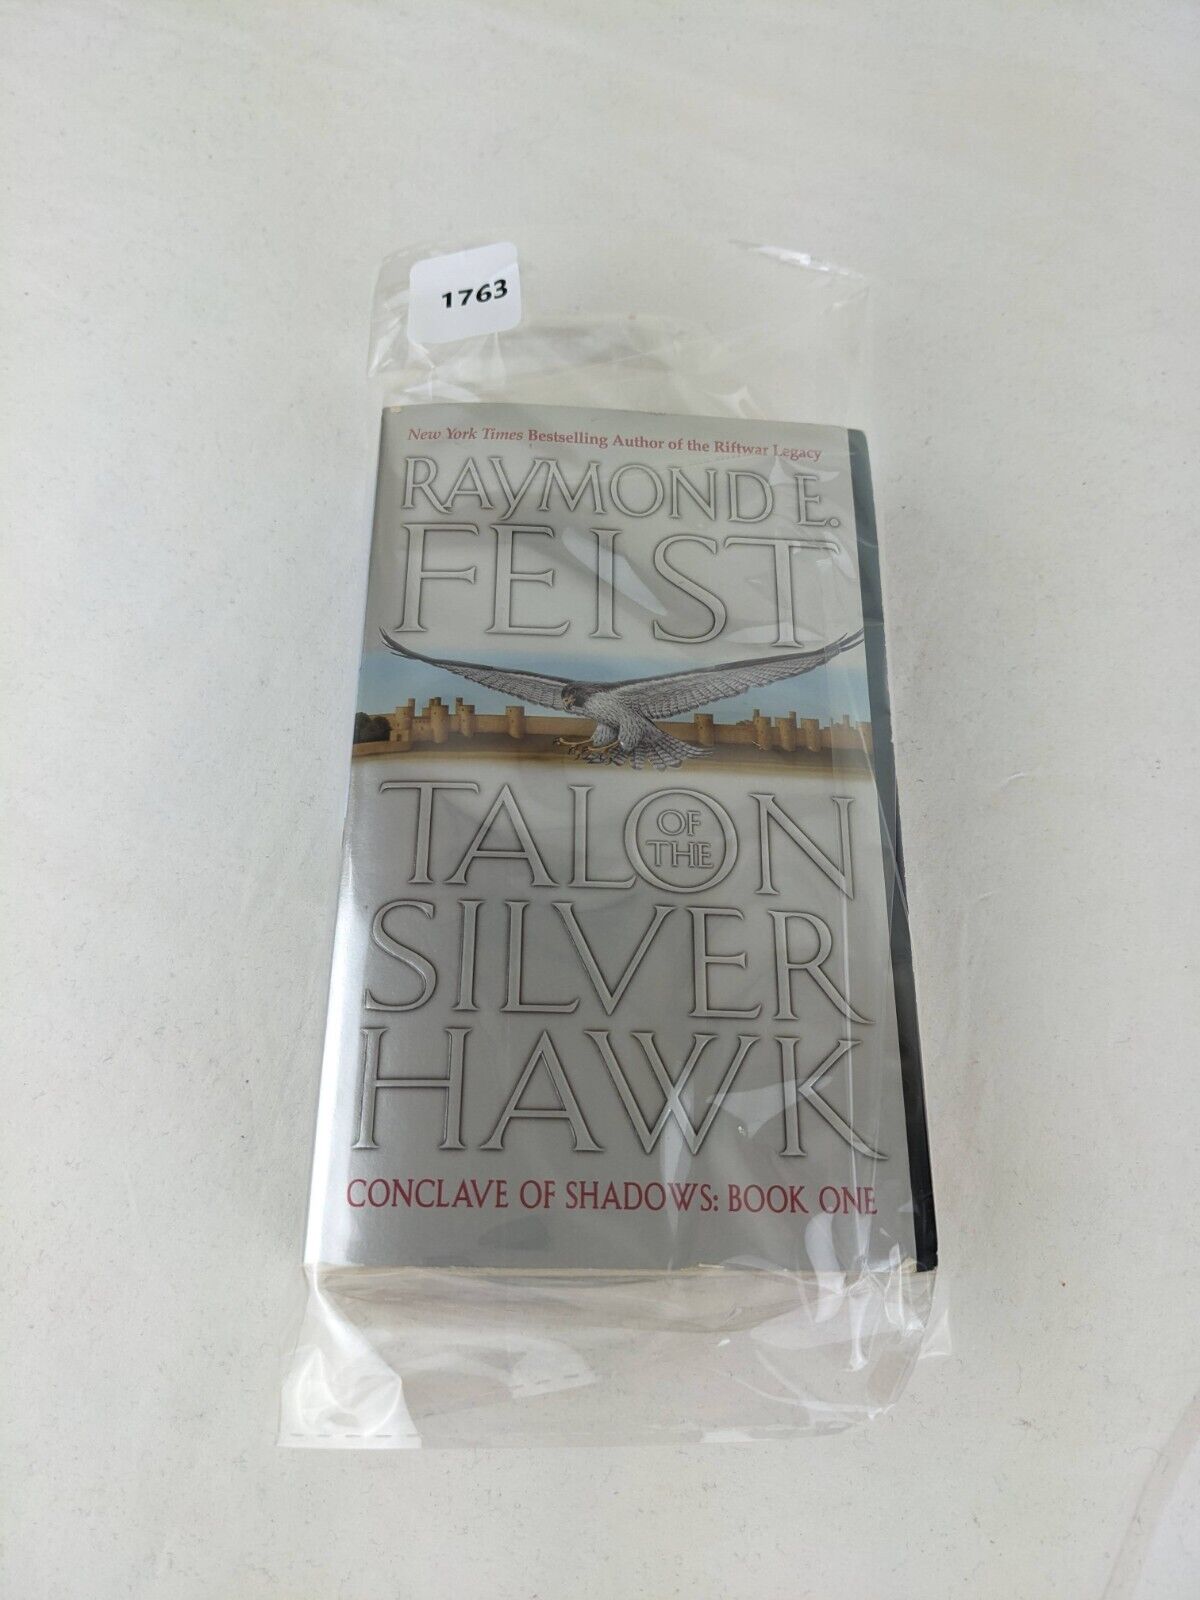 1763
New York Times Bestselling Author of the Riftwar Legacy
RAYMOND E.
FEIST
TALON
OF
THE
SILVER
HAWK
CONCLAVE OF SHADOWS: BOOK ONE